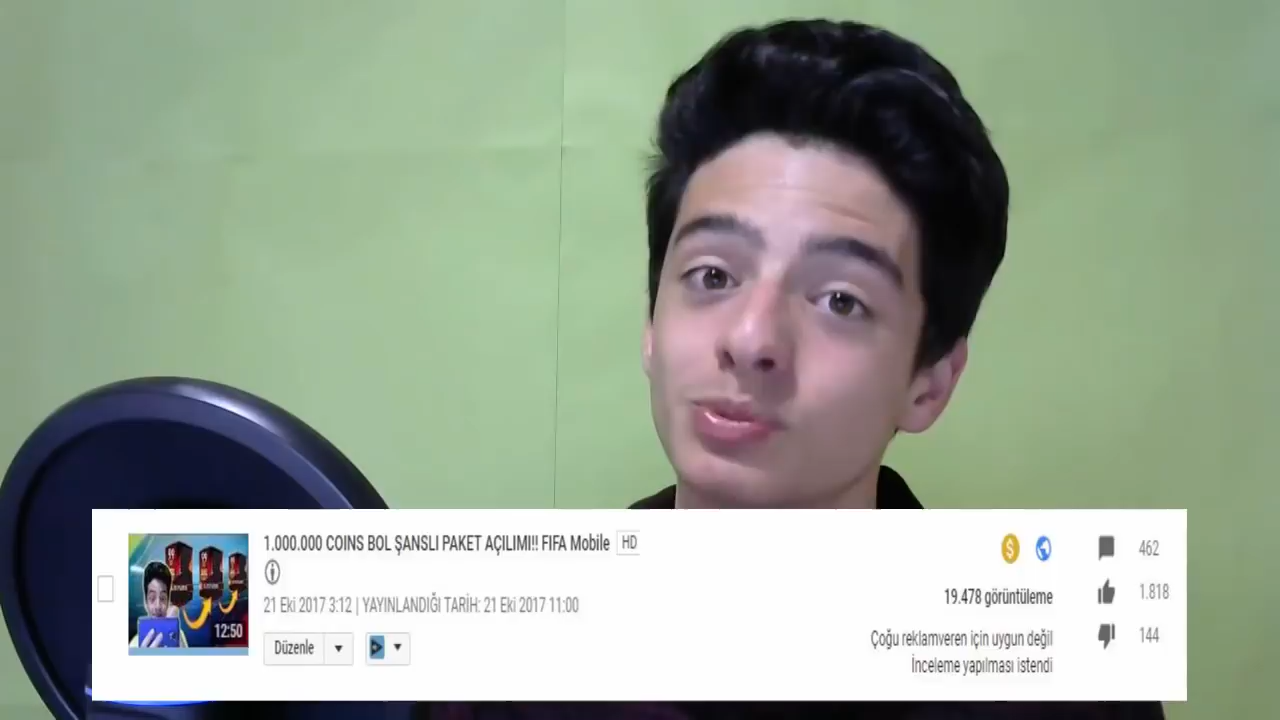 1.000.000 COINS BOL ŞANSLI PAKET AÇILIMI!! FIFA Mobile HD
21 Eki 2017 3:12 | YAYINLANDIĞI TARİH: 21 Eki 2017 11:00
12:50
Düzenle
19.478 görüntüleme
Çoğu reklamveren için uygun değil
İnceleme yapılması istendi
462
1.818
144